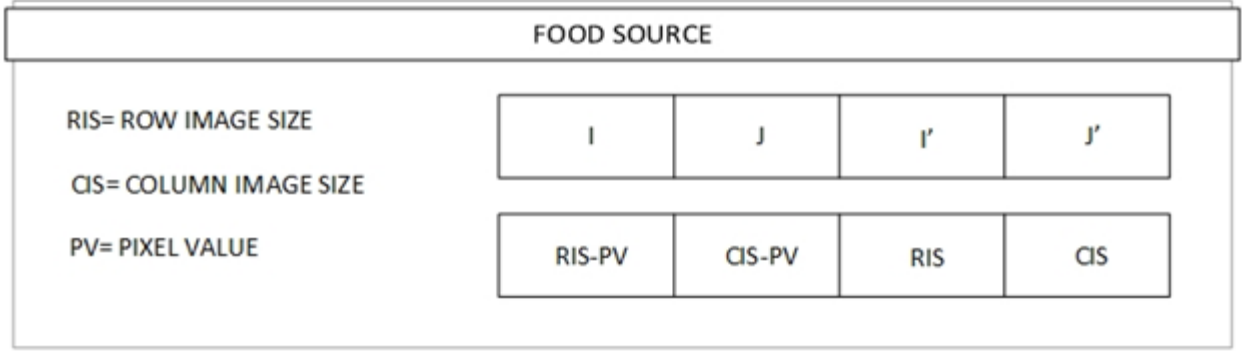 FOOD SOURCE
RIS= ROW IMAGE SIZE
CIS= COLUMN IMAGE SIZE
PV= PIXEL VALUE
I J I' J'
RIS-PV CIS-PV RIS CIS